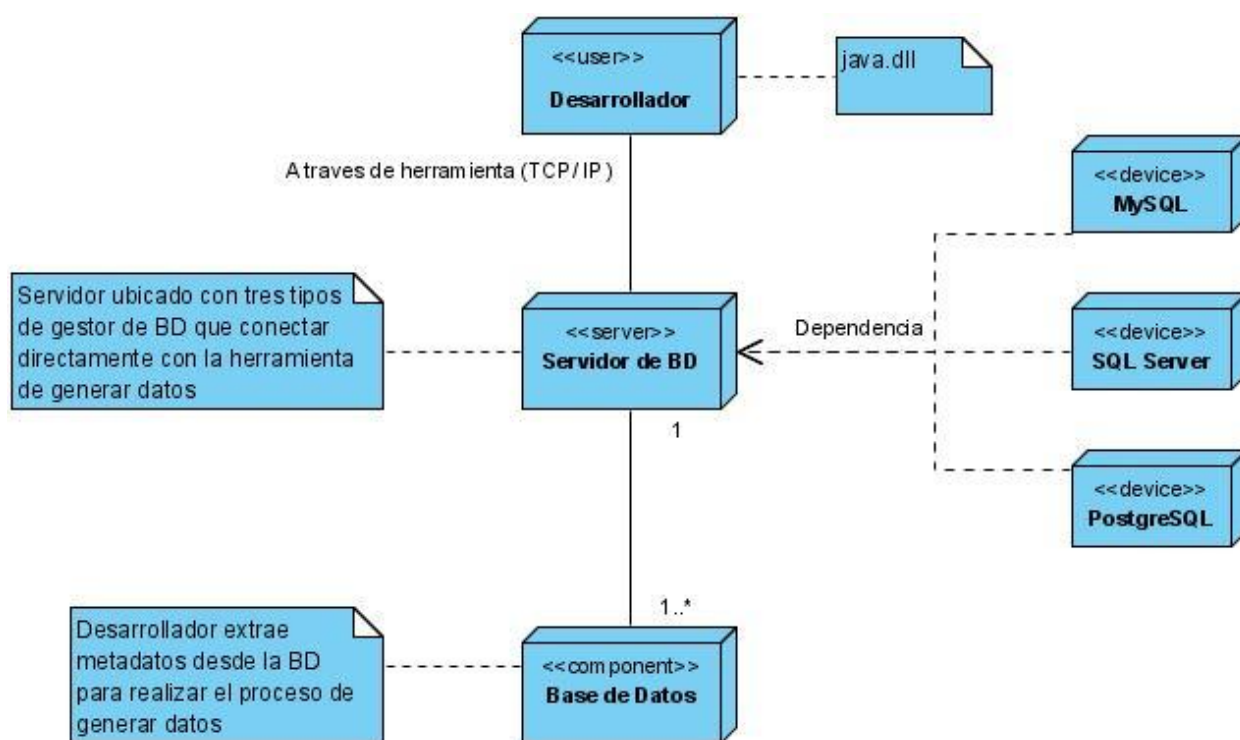 <<user>>
Desarrollador
java.dll
A traves de herramienta (TCP/IP)
<<device>>
MySQL
Servidor ubicado con tres tipos
de gestor de BD que conectar
directamente con la herramienta
de generar datos
<<server>>
Servidor de BD
Dependencia
<<device>>
SQL Server
1
<<device>>
PostgreSQL
1..*
Desarrollador extrae
metadatos desde la BD
para realizar el proceso de
generar datos
<<component>>
Base de Datos